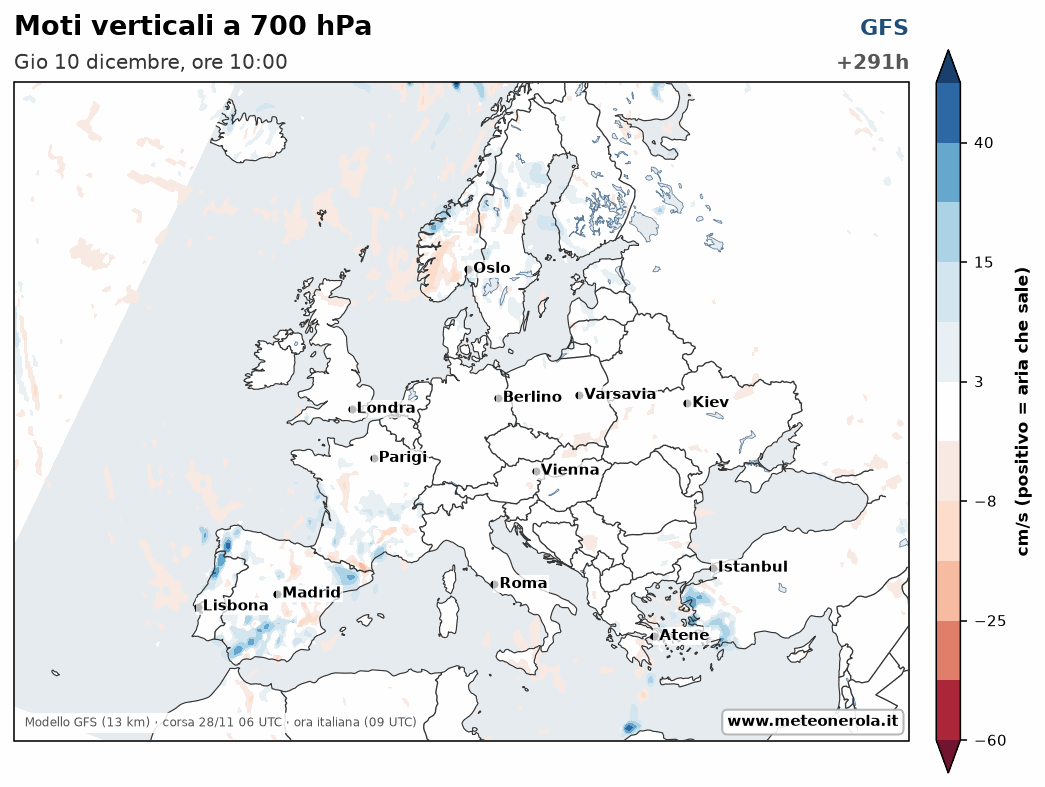 Moti verticali a 700 hPa
GFS
Gio 10 dicembre, ore 10:00
+291h
40
15
3
−8
−25
−60
cm/s (positivo = aria che sale)
Oslo
Londra
Berlino
Varsavia
Kiev
Parigi
Vienna
Istanbul
Roma
Madrid
Lisbona
Atene
Modello GFS (13 km) · corsa 28/11 06 UTC · ora italiana (09 UTC)
www.meteonerola.it